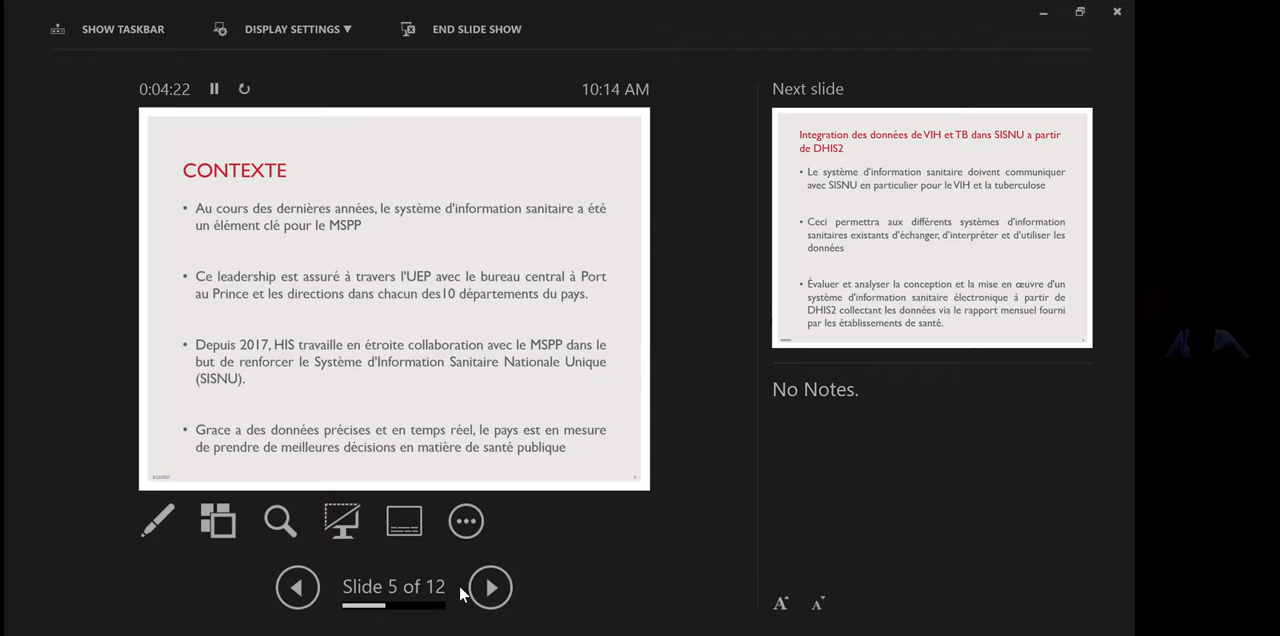 SHOW TASKBAR
DISPLAY SETTINGS ▼
END SLIDE SHOW
0:04:22
10:14 AM
CONTEXTE
• Au cours des dernières années, le système d'information sanitaire a été
un élément clé pour le MSPP
• Ce leadership est assuré à travers l'UEP avec le bureau central à Port
au Prince et les directions dans chacun des10 départements du pays.
• Depuis 2017, HIS travaille en étroite collaboration avec le MSPP dans le
but de renforcer le Système d'Information Sanitaire Nationale Unique
(SISNU).
• Grace a des données précises et en temps réel, le pays est en mesure
de prendre de meilleures décisions en matière de santé publique
Slide 5 of 12
Next slide
Integration des données de VIH et TB dans SISNU a partir
de DHIS2
• Le système d'information sanitaire doivent communiquer
avec SISNU en particulier pour le VIH et la tuberculose
• Ceci permettra aux différents systèmes d'information
sanitaires existants d'échanger, d'interpréter et d'utiliser les
données
• Évaluer et analyser la conception et la mise en œuvre d'un
système d'information sanitaire électronique à partir de
DHIS2 collectant les données via le rapport mensuel fourni
par les établissements de santé.
No Notes.
A A